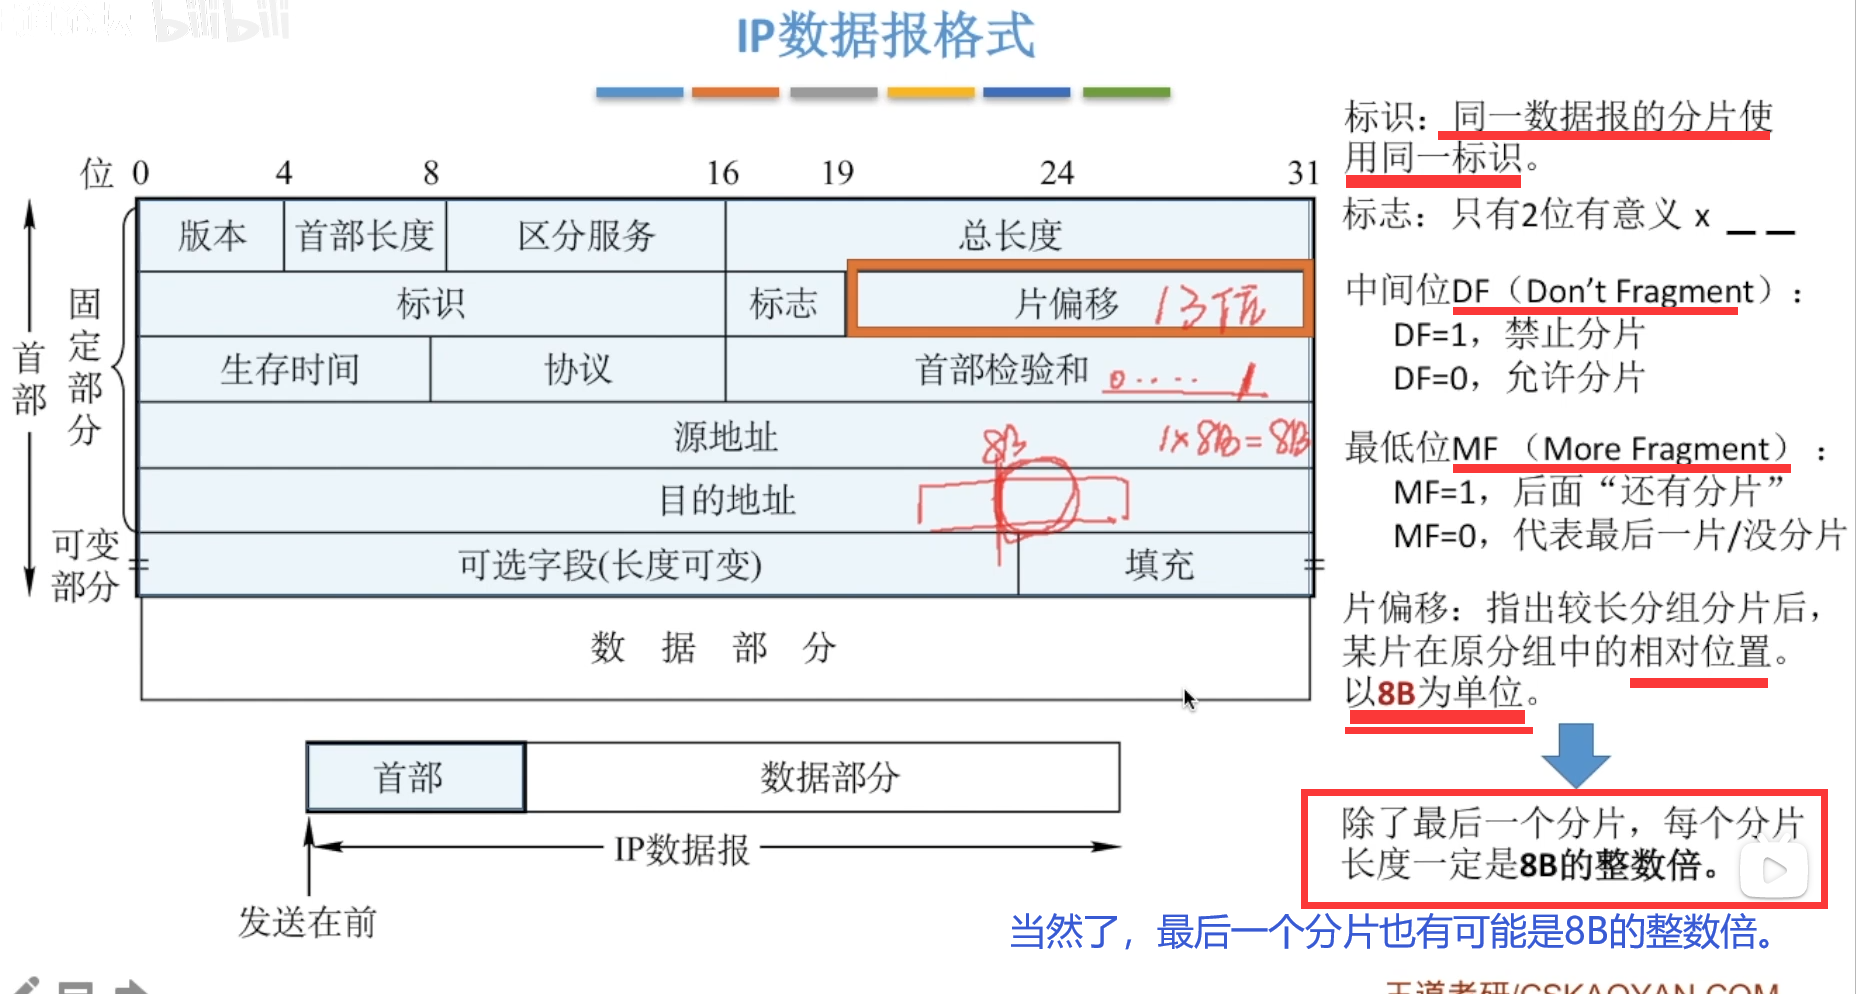 bilibili
IP数据报格式
位 0 4 8 16 19 24 31
版本 首部长度 区分服务 总长度
标识 标志 片偏移 13位
生存时间 协议 首部检验和 0····· 1
源地址 8B 1×8B=8B
目的地址
可选字段(长度可变) 填充
数 据 部 分
首部
固定部分
可变
部分
首部 数据部分
IP数据报
发送在前
标识：同一数据报的分片使
用同一标识。
标志：只有2位有意义 x _ _
中间位DF（Don't Fragment）：
DF=1，禁止分片
DF=0，允许分片
最低位MF （More Fragment）：
MF=1，后面“还有分片”
MF=0，代表最后一片/没分片
片偏移：指出较长分组分片后，
某片在原分组中的相对位置。
以8B为单位。
除了最后一个分片，每个分片
长度一定是8B的整数倍。
当然了，最后一个分片也有可能是8B的整数倍。
王道考研/CSKAOYAN.COM